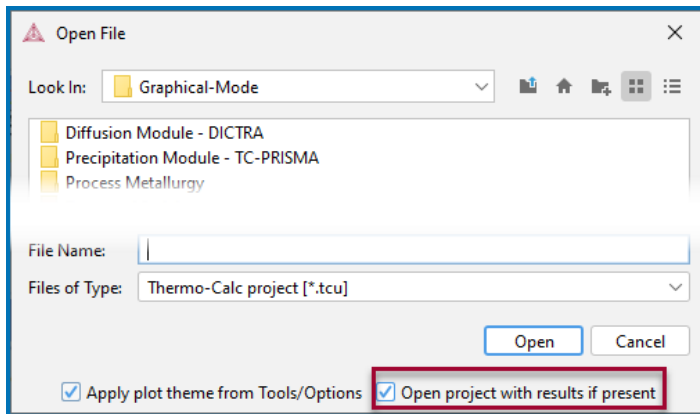 Open File
Look In: Graphical-Mode
Diffusion Module - DICTRA
Precipitation Module - TC-PRISMA
Process Metallurgy
File Name:
Files of Type: Thermo-Calc project [*.tcu]
Open Cancel
Apply plot theme from Tools/Options Open project with results if present